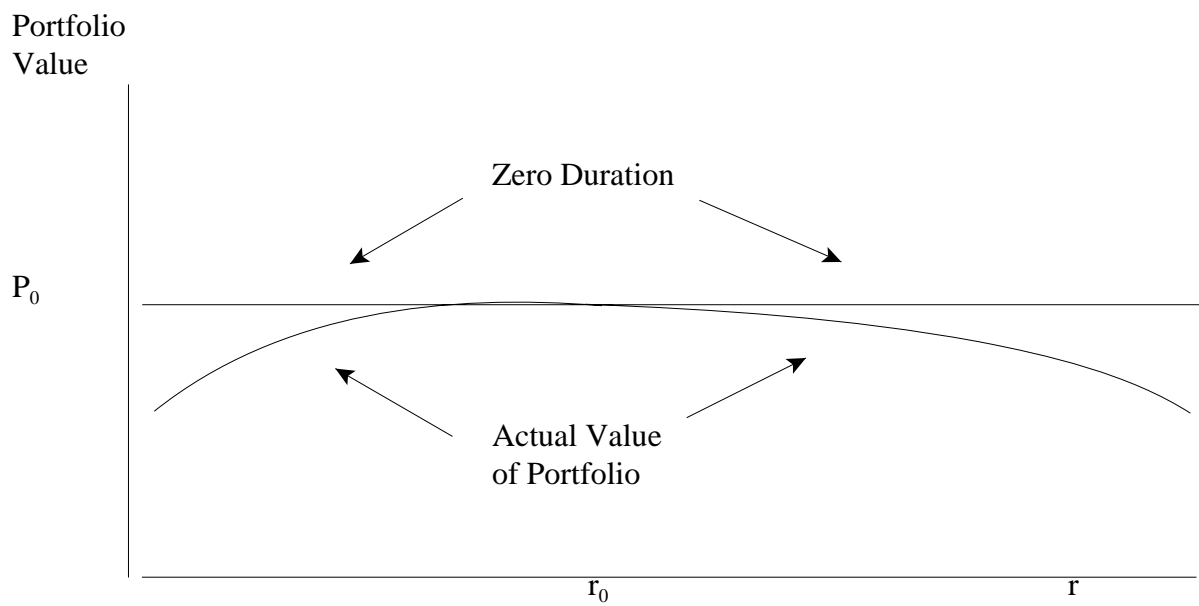 Portfolio
Value
Zero Duration
P₀
Actual Value
of Portfolio
r₀ r